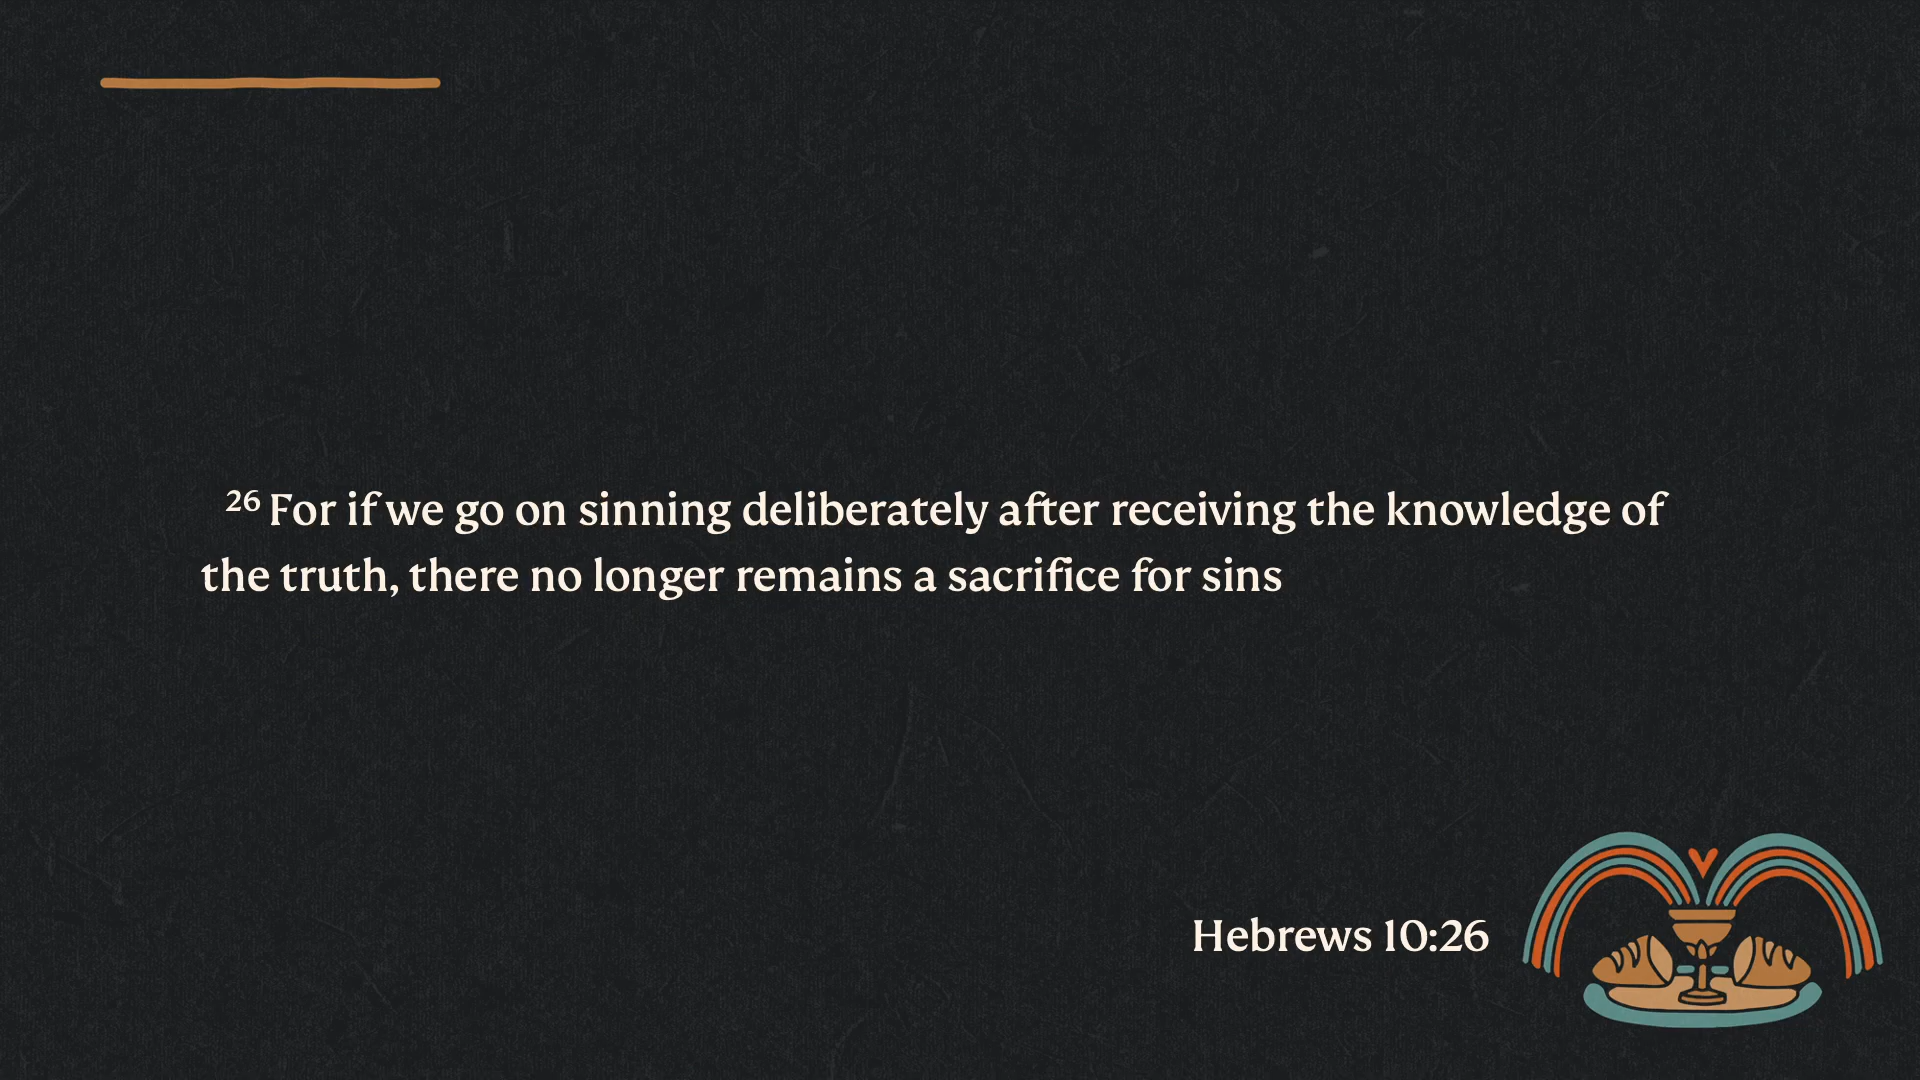 26 For if we go on sinning deliberately after receiving the knowledge of
the truth, there no longer remains a sacrifice for sins
Hebrews 10:26